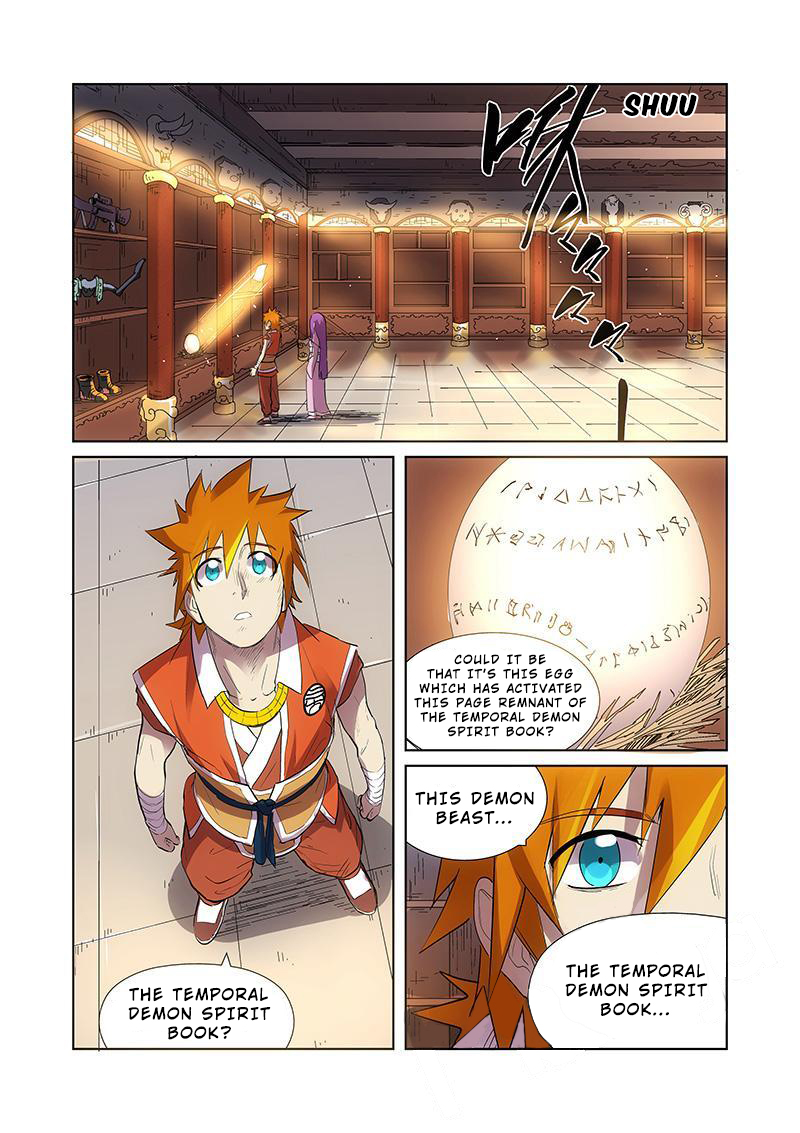 SHUU
THE TEMPORAL
DEMON SPIRIT
BOOK?
COULD IT BE
THAT IT'S THIS EGG
WHICH HAS ACTIVATED
THIS PAGE REMNANT OF
THE TEMPORAL DEMON
SPIRIT BOOK?
THIS DEMON
BEAST...
THE TEMPORAL
DEMON SPIRIT
BOOK...